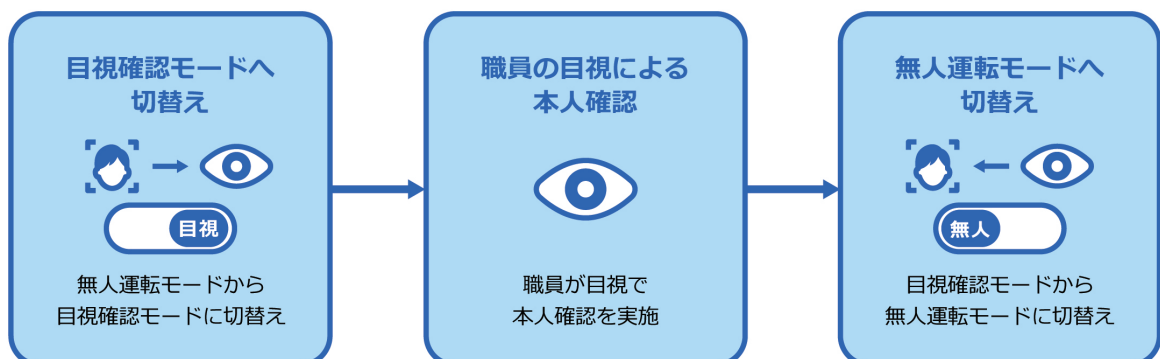 目視確認モードへ
切替え
目視
無人運転モードから
目視確認モードに切替え
職員の目視による
本人確認
職員が目視で
本人確認を実施
無人運転モードへ
切替え
無人
目視確認モードから
無人運転モードに切替え